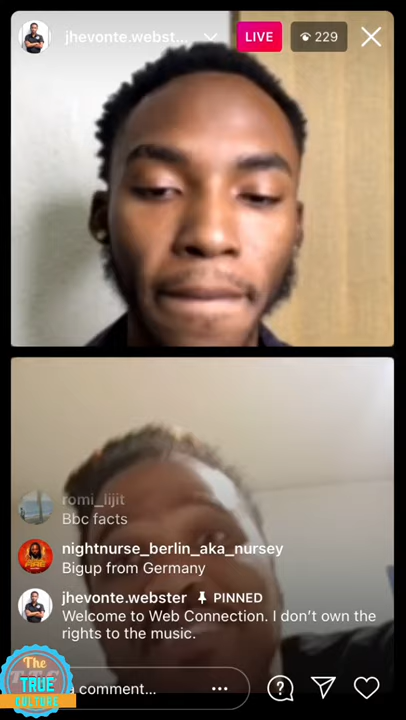 jhevonte.webst...
LIVE
229
romi_lijit
Bbc facts
nightnurse_berlin_aka_nursey
Bigup from Germany
jhevonte.webster PINNED
Welcome to Web Connection. I don't own the
rights to the music.
comment...
The
TRUE
CULTURE